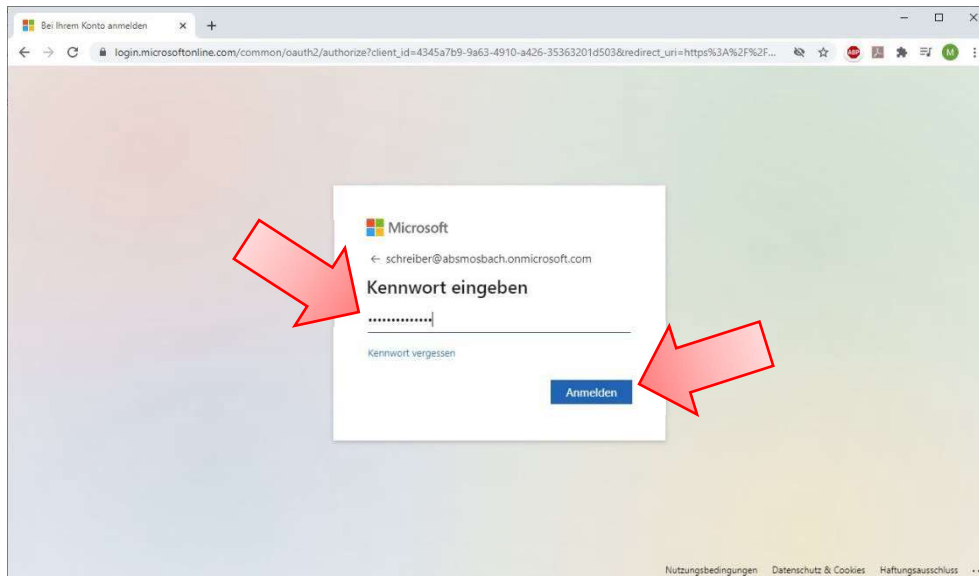 Bei Ihrem Konto anmelden
login.microsoftonline.com/common/oauth2/authorize?client_id=4345a7b9-9a63-4910-a426-35363201d503&redirect_uri=https%3A%2F%2F...
ABP
M
Microsoft
← schreiber@absmosbach.onmicrosoft.com
Kennwort eingeben
••••••••••••••
Kennwort vergessen
Anmelden
Nutzungsbedingungen Datenschutz & Cookies Haftungsausschluss ...